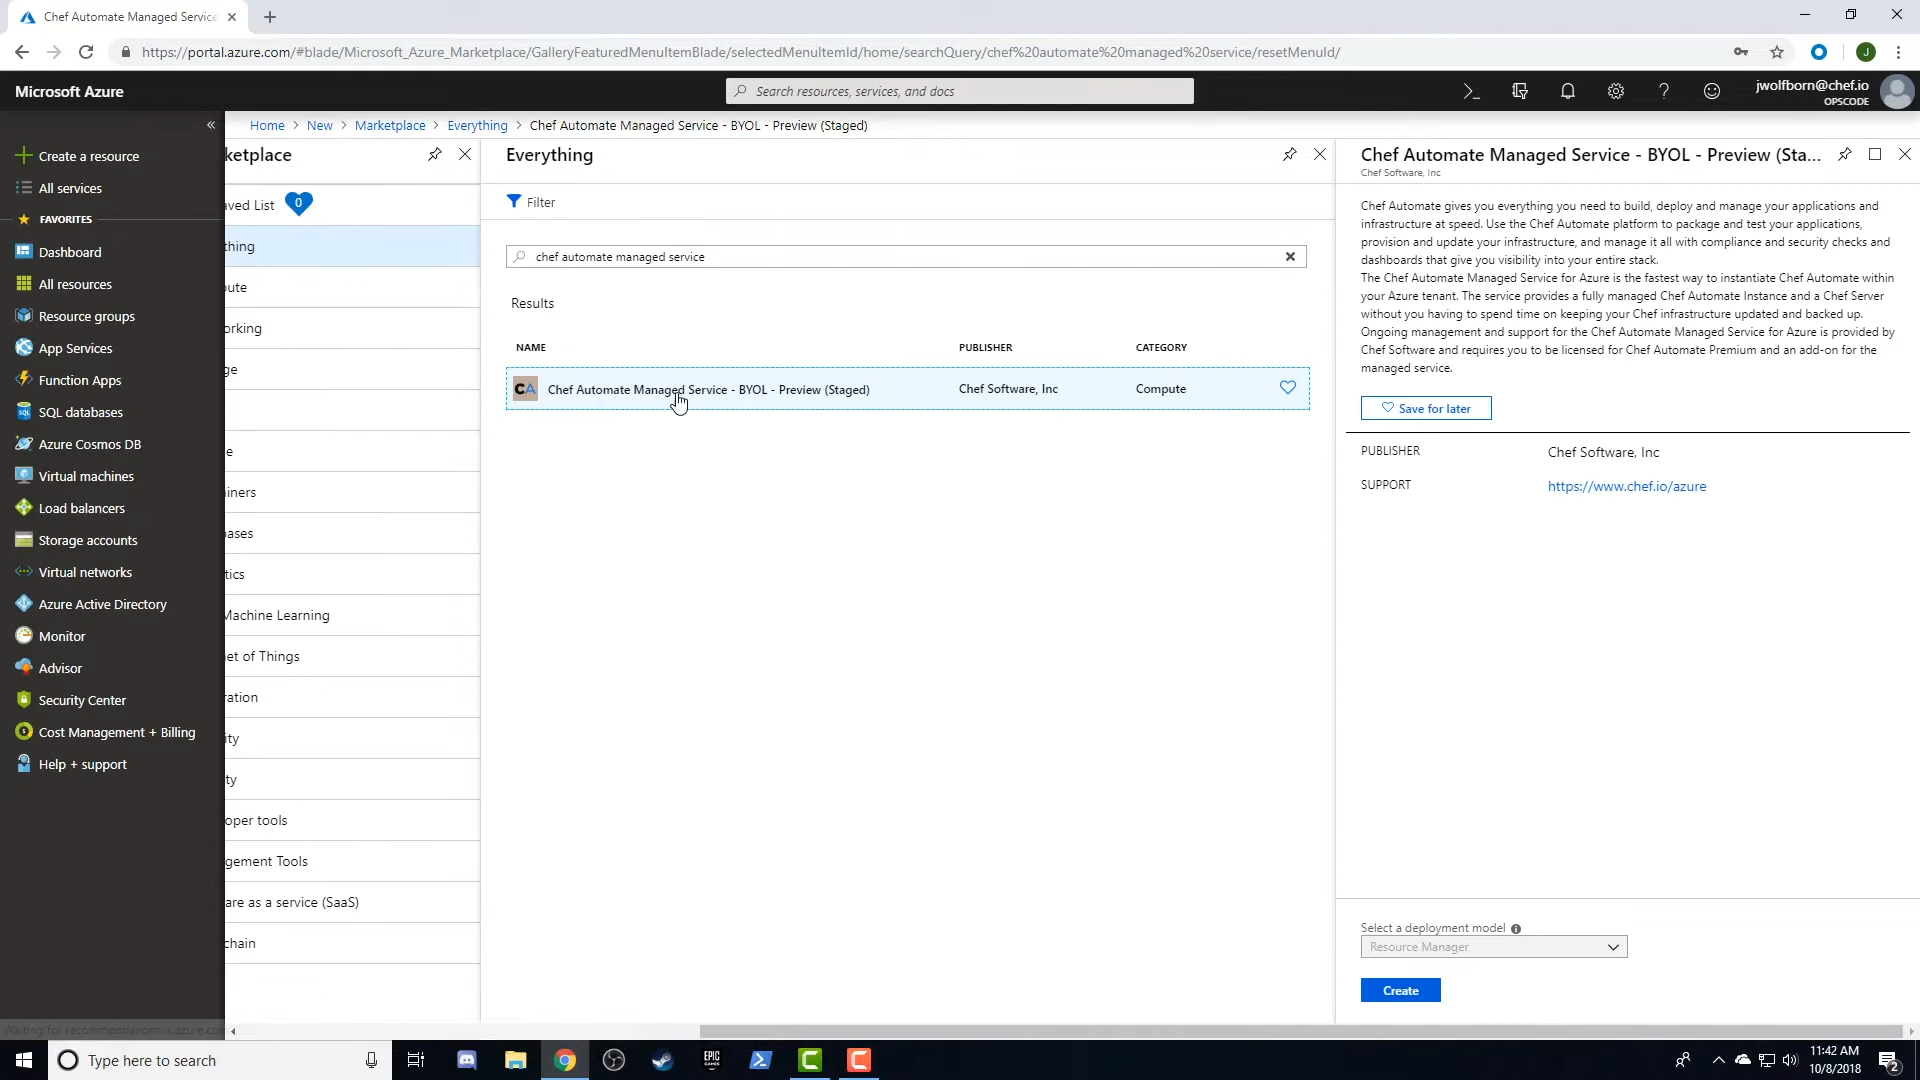 Chef Automate Managed Service
https://portal.azure.com/#blade/Microsoft_Azure_Marketplace/GalleryFeaturedMenuItemBlade/selectedMenuItemId/home/searchQuery/chef%20automate%20managed%20service/resetMenuId/
J
Microsoft Azure
Search resources, services, and docs
jwolfborn@chef.io
OPSCODE
Home > New > Marketplace > Everything > Chef Automate Managed Service - BYOL - Preview (Staged)
Create a resource
All services
FAVORITES
Dashboard
All resources
Resource groups
App Services
Function Apps
SQL databases
Azure Cosmos DB
Virtual machines
Load balancers
Storage accounts
Virtual networks
Azure Active Directory
Monitor
Advisor
Security Center
Cost Management + Billing
Help + support
Waiting for recommendationsvc.azure.com
ketplace
aved List
0
thing
ute
orking
ge
e
iners
ases
tics
Machine Learning
et of Things
ration
ity
ty
oper tools
gement Tools
are as a service (SaaS)
chain
Everything
Filter
chef automate managed service
Results
NAME PUBLISHER CATEGORY
CA Chef Automate Managed Service - BYOL - Preview (Staged) Chef Software, Inc Compute
Chef Automate Managed Service - BYOL - Preview (Sta...
Chef Software, Inc
Chef Automate gives you everything you need to build, deploy and manage your applications and
infrastructure at speed. Use the Chef Automate platform to package and test your applications,
provision and update your infrastructure, and manage it all with compliance and security checks and
dashboards that give you visibility into your entire stack.
The Chef Automate Managed Service for Azure is the fastest way to instantiate Chef Automate within
your Azure tenant. The service provides a fully managed Chef Automate Instance and a Chef Server
without you having to spend time on keeping your Chef infrastructure updated and backed up.
Ongoing management and support for the Chef Automate Managed Service for Azure is provided by
Chef Software and requires you to be licensed for Chef Automate Premium and an add-on for the
managed service.
Save for later
PUBLISHER Chef Software, Inc
SUPPORT https://www.chef.io/azure
Select a deployment model
Resource Manager
Create
Type here to search
EPIC
GAMES
11:42 AM
10/8/2018
2